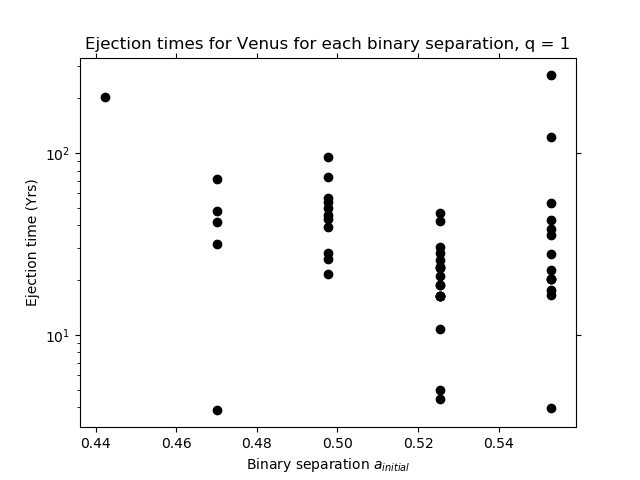 Ejection times for Venus for each binary separation, q = 1
Ejection time (Yrs)
10²
10¹
0.44 0.46 0.48 0.50 0.52 0.54
Binary separation a_initial